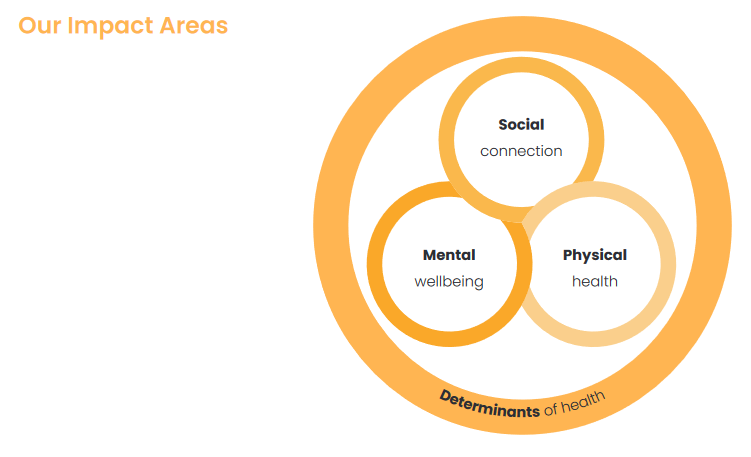 Our Impact Areas
Social
connection
Mental
wellbeing
Physical
health
Determinants of health